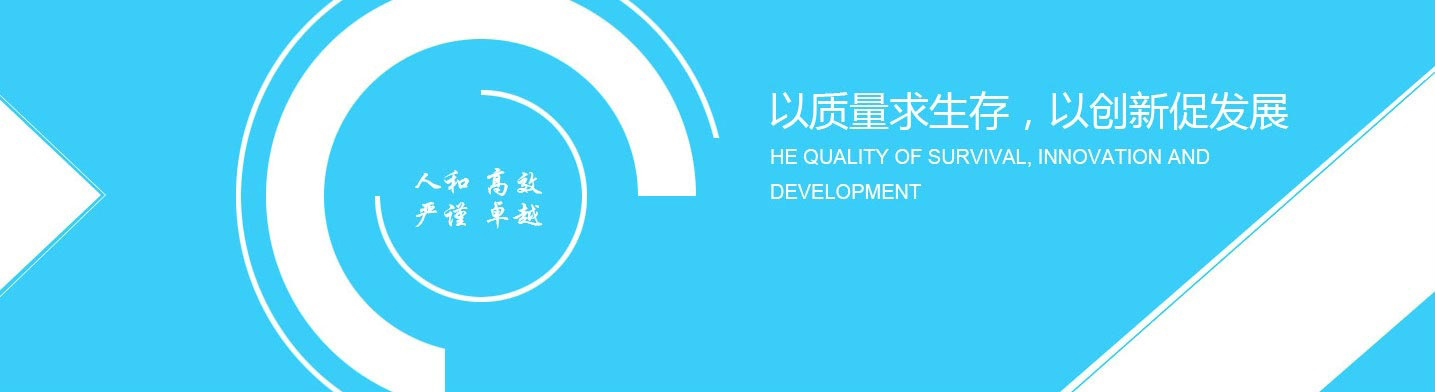 人和 高效
严谨 卓越
以质量求生存，以创新促发展
HE QUALITY OF SURVIVAL, INNOVATION AND
DEVELOPMENT